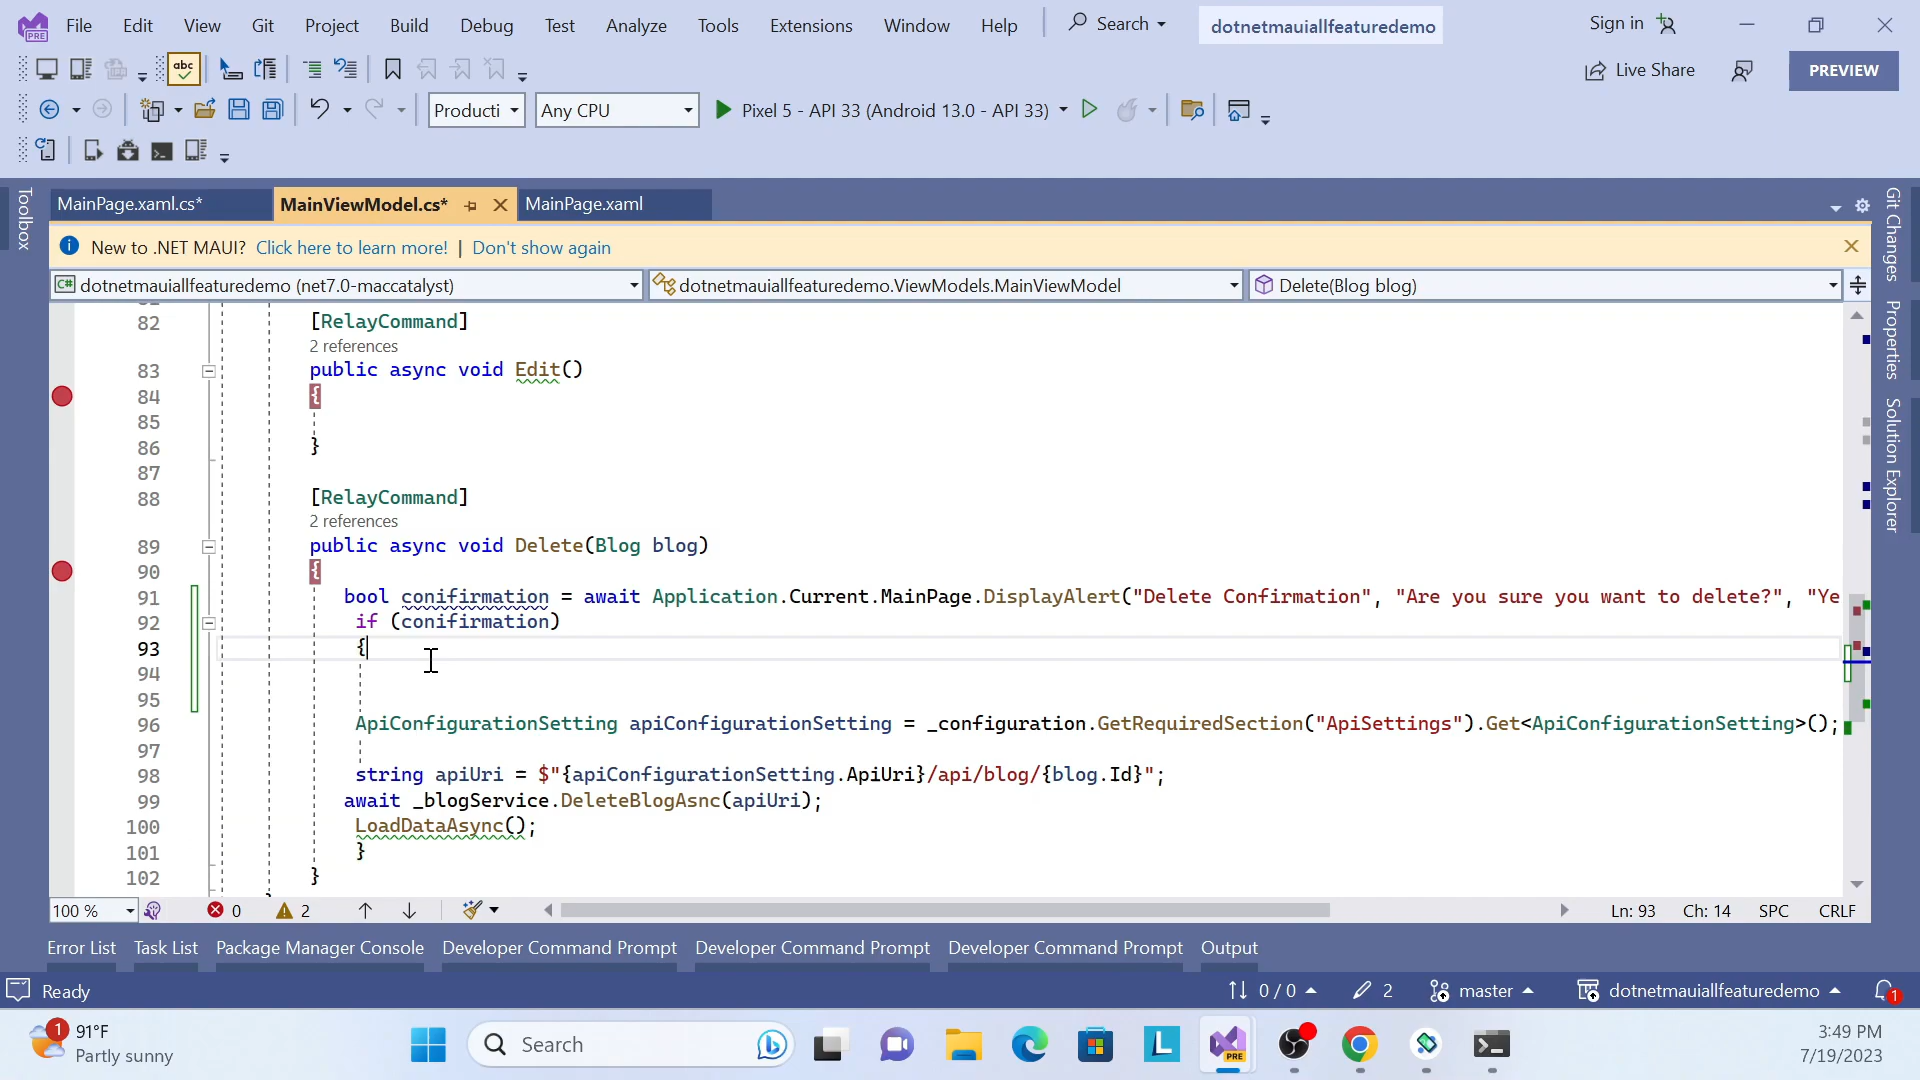 File Edit View Git Project Build Debug Test Analyze Tools Extensions Window Help Search dotnetmauiallfeaturedemo Sign in
PRE
abc
Live Share PREVIEW
Producti Any CPU Pixel 5 - API 33 (Android 13.0 - API 33)
Toolbox
MainPage.xaml.cs* MainViewModel.cs* MainPage.xaml
New to .NET MAUI? Click here to learn more! | Don't show again
C# dotnetmauiallfeaturedemo (net7.0-maccatalyst) dotnetmauiallfeaturedemo.ViewModels.MainViewModel Delete(Blog blog)
82 [RelayCommand]
2 references
83 public async void Edit()
84 {
85
86 }
87
88 [RelayCommand]
2 references
89 public async void Delete(Blog blog)
90 {
91 bool conifirmation = await Application.Current.MainPage.DisplayAlert("Delete Confirmation", "Are you sure you want to delete?", "Ye
92 if (conifirmation)
93 {
94
95
96 ApiConfigurationSetting apiConfigurationSetting = _configuration.GetRequiredSection("ApiSettings").Get<ApiConfigurationSetting>();
97
98 string apiUri = $"{apiConfigurationSetting.ApiUri}/api/blog/{blog.Id}";
99 await _blogService.DeleteBlogAsnc(apiUri);
100 LoadDataAsync();
101 }
102 }
Git Changes
Properties
Solution Explorer
100 % 0 2 Ln: 93 Ch: 14 SPC CRLF
Error List Task List Package Manager Console Developer Command Prompt Developer Command Prompt Developer Command Prompt Output
Ready 0 / 0 2 master dotnetmauiallfeaturedemo 1
1 91°F
Partly sunny
Search
L
PRE
3:49 PM
7/19/2023